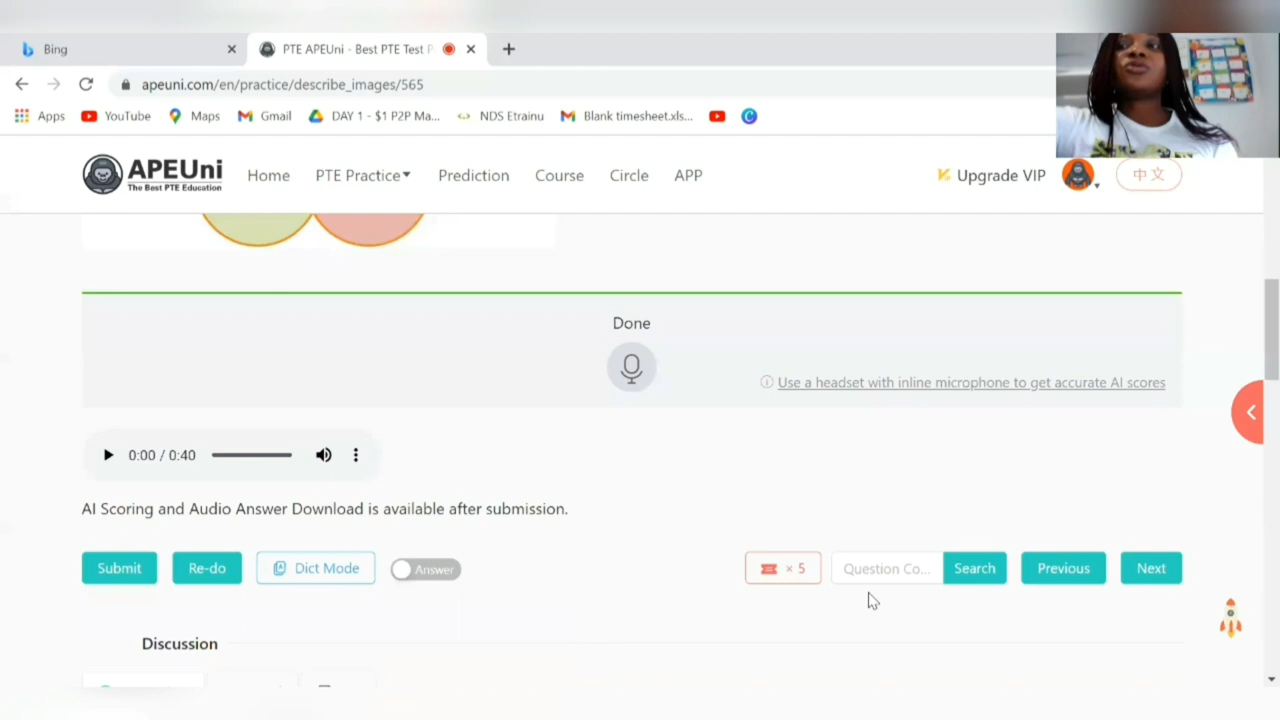 Bing
PTE APEUni - Best PTE Test P
apeuni.com/en/practice/describe_images/565
Apps YouTube Maps Gmail DAY 1 - $1 P2P Ma... NDS Etrainu Blank timesheet.xls...
APEUni
The Best PTE Education
Home PTE Practice Prediction Course Circle APP Upgrade VIP 中文
Done
Use a headset with inline microphone to get accurate AI scores
0:00 / 0:40
AI Scoring and Audio Answer Download is available after submission.
Submit Re-do Dict Mode Answer × 5 Question Co... Search Previous Next
Discussion